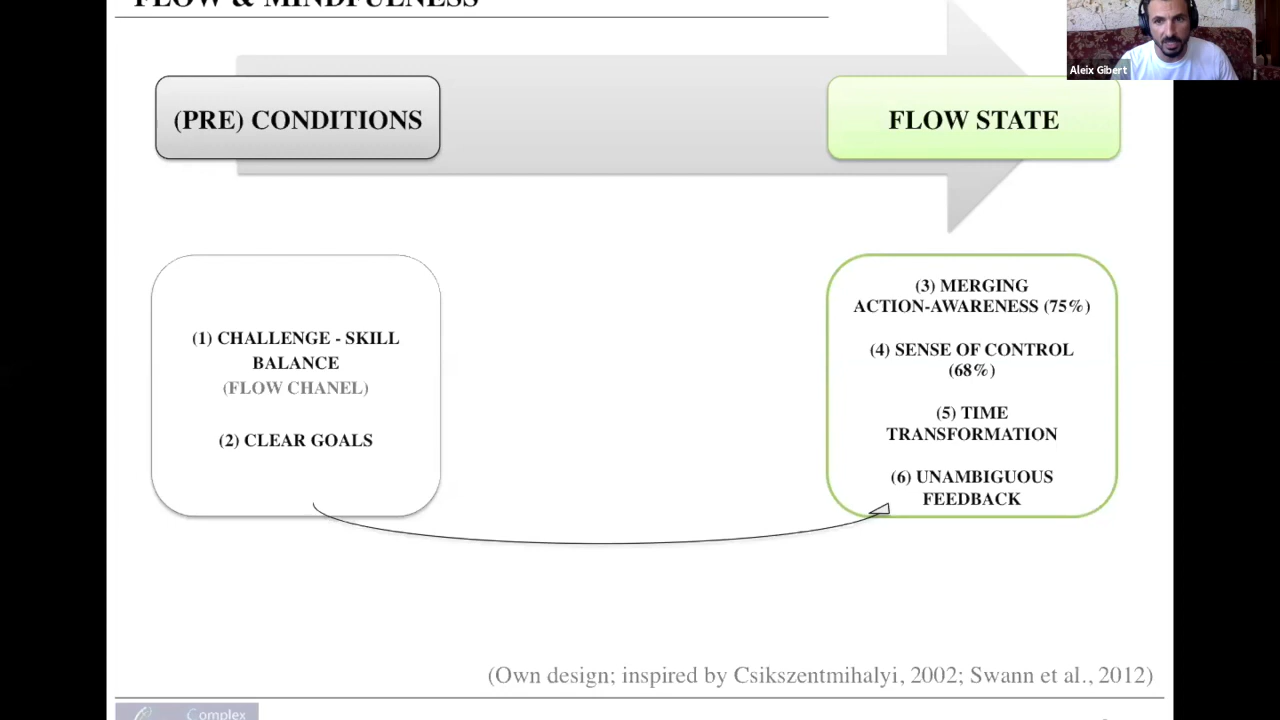 FLOW & MINDFULNESS
Aleix Gibert
(PRE) CONDITIONS
FLOW STATE
(1) CHALLENGE - SKILL
BALANCE
(FLOW CHANEL)
(2) CLEAR GOALS
(3) MERGING
ACTION-AWARENESS (75%)
(4) SENSE OF CONTROL
(68%)
(5) TIME
TRANSFORMATION
(6) UNAMBIGUOUS
FEEDBACK
(Own design; inspired by Csikszentmihalyi, 2002; Swann et al., 2012)
Complex